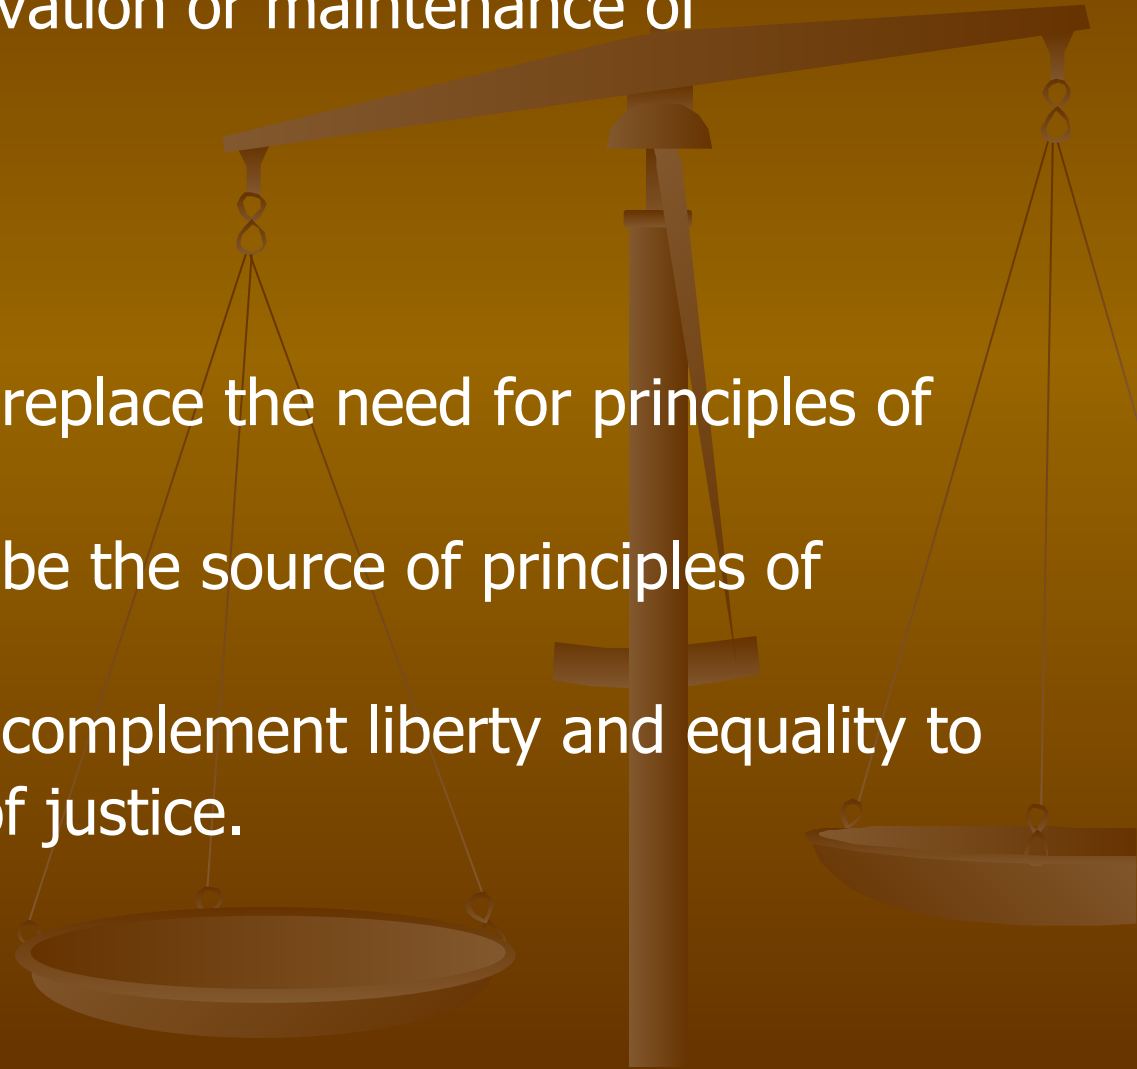 vation or maintenance of
replace the need for principles of
be the source of principles of
complement liberty and equality to
of justice.